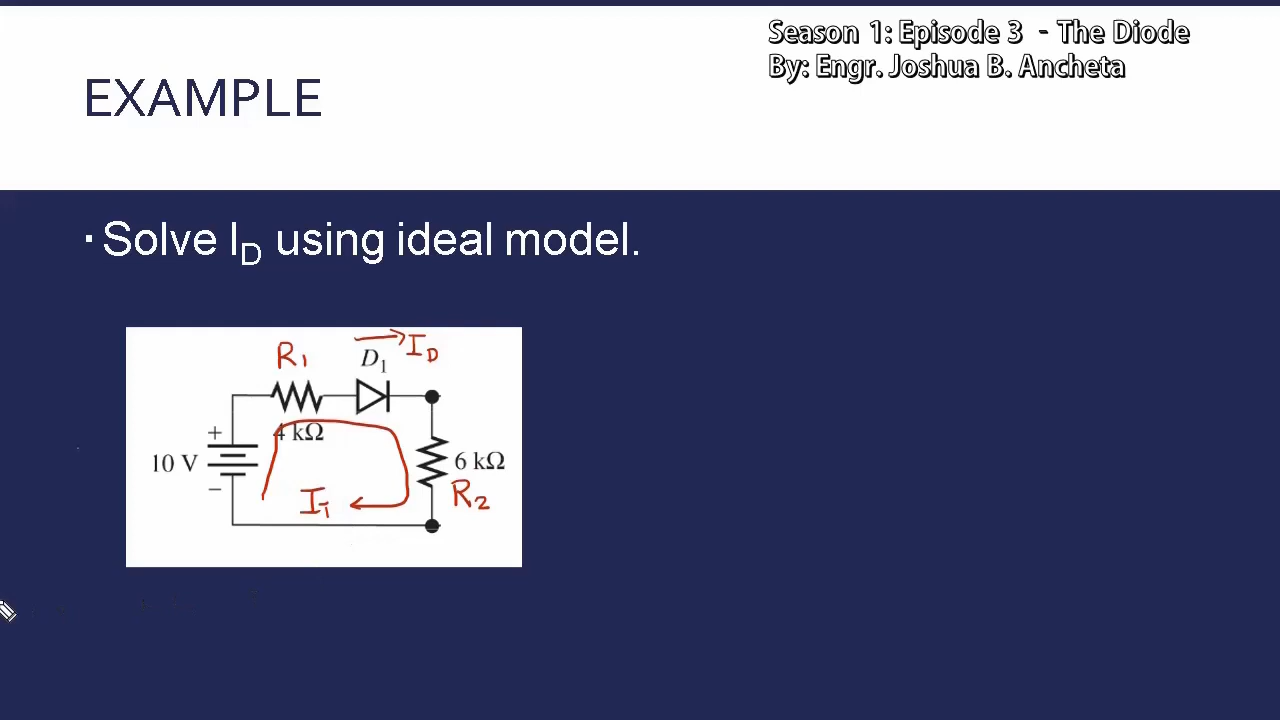 Season 1: Episode 3 - The Diode
By: Engr. Joshua B. Ancheta
EXAMPLE
▪ Solve I_D using ideal model.
R₁
D₁
I_D
+
4 kΩ
10 V
6 kΩ
−
I_T
R₂